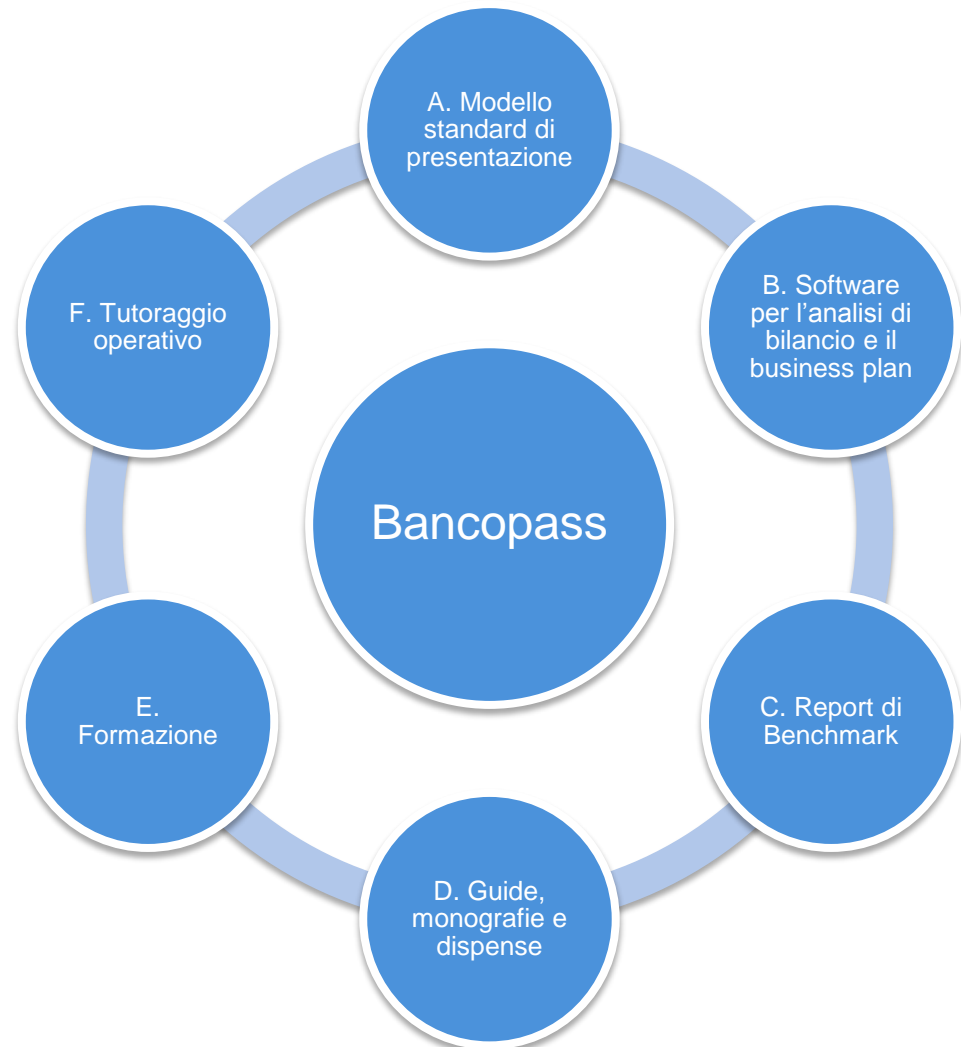 A. Modello
standard di
presentazione
B. Software
per l’analisi di
bilancio e il
business plan
C. Report di
Benchmark
D. Guide,
monografie e
dispense
E.
Formazione
F. Tutoraggio
operativo
Bancopass